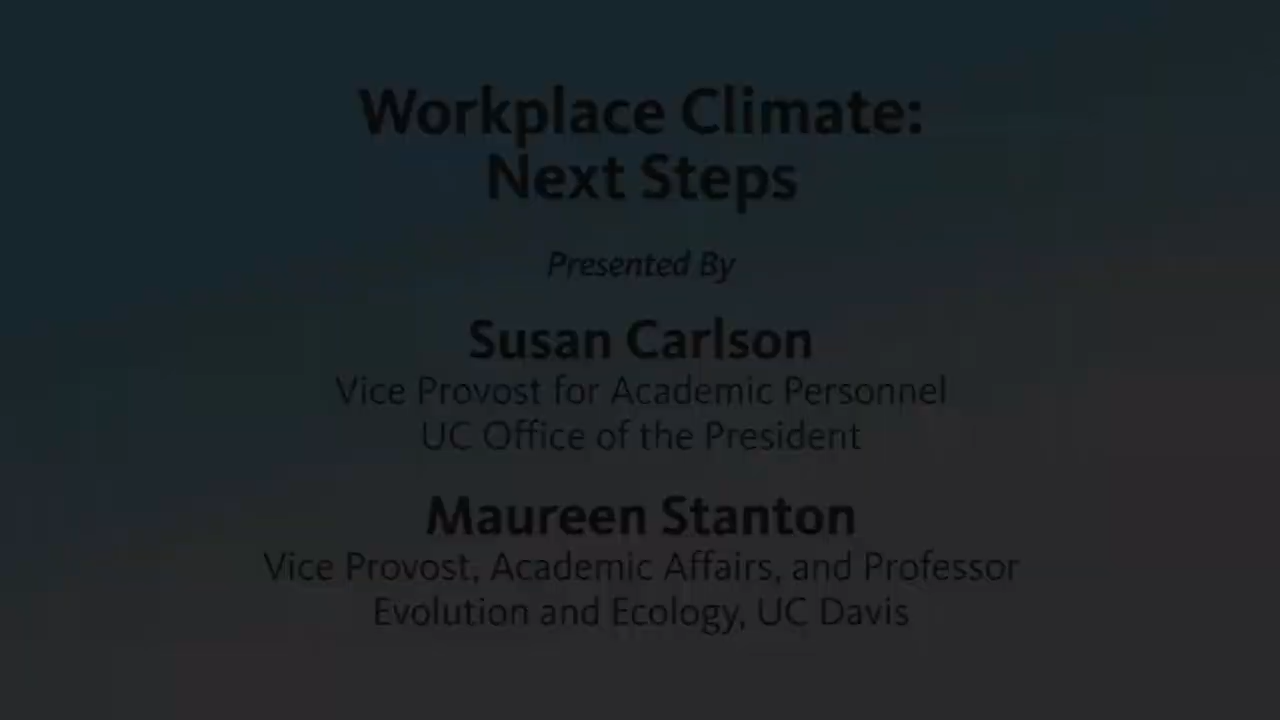 Workplace Climate:
Next Steps
Presented By
Susan Carlson
Vice Provost for Academic Personnel
UC Office of the President
Maureen Stanton
Vice Provost, Academic Affairs, and Professor
Evolution and Ecology, UC Davis